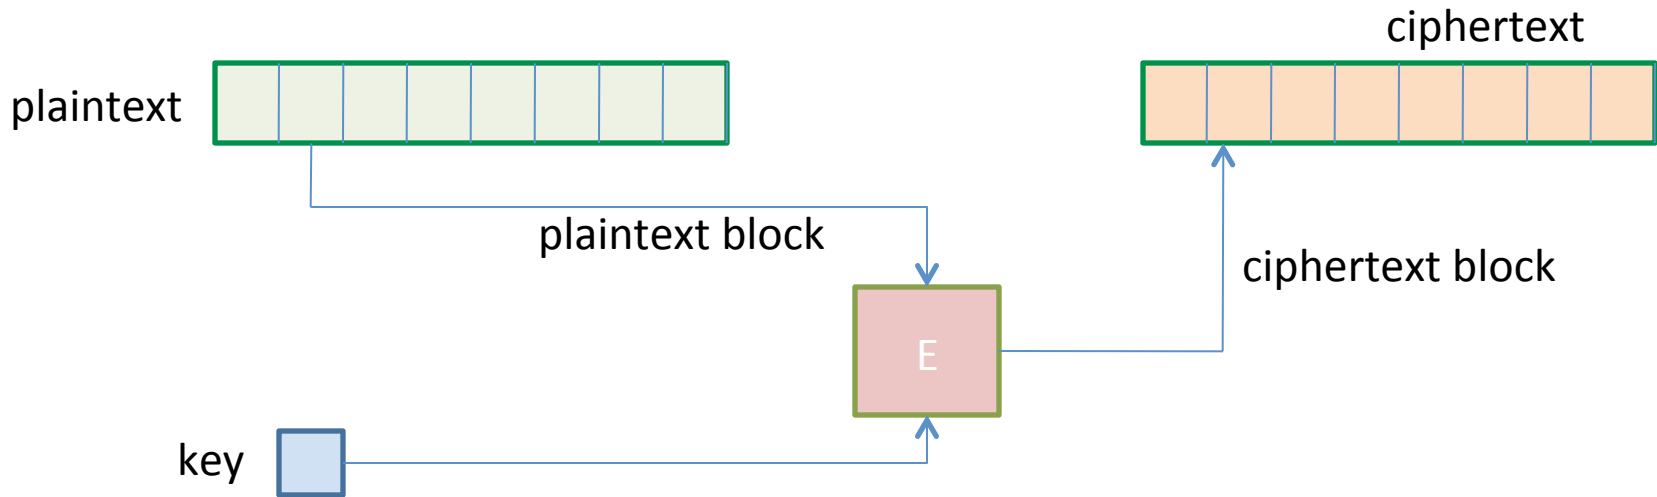 ciphertext
plaintext
plaintext block
ciphertext block
E
key